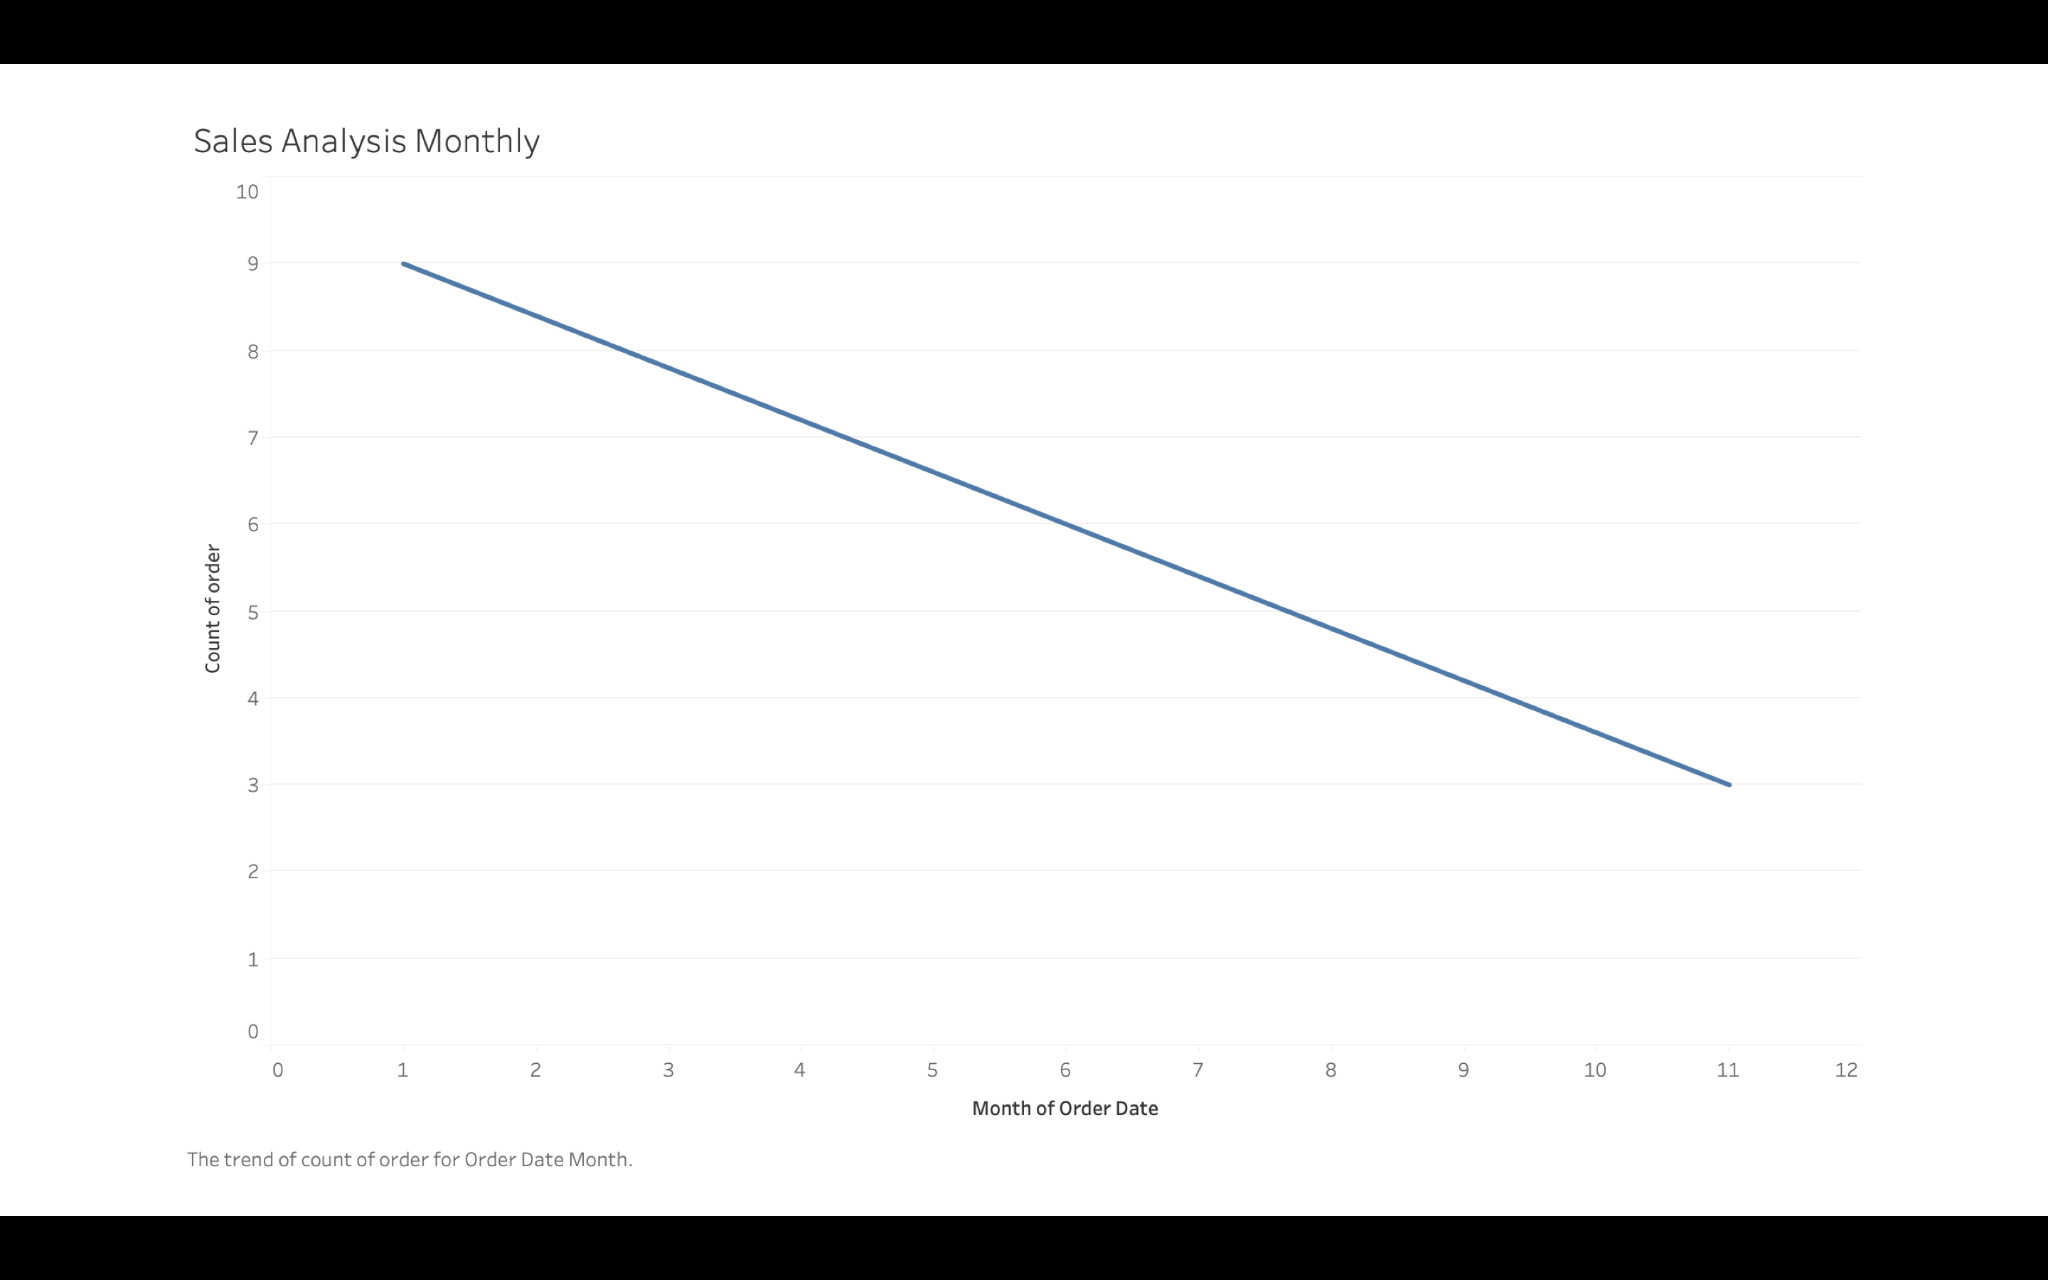 Sales Analysis Monthly
10
9
8
7
6
5
4
3
2
1
0
Count of order
0 1 2 3 4 5 6 7 8 9 10 11 12
Month of Order Date
The trend of count of order for Order Date Month.